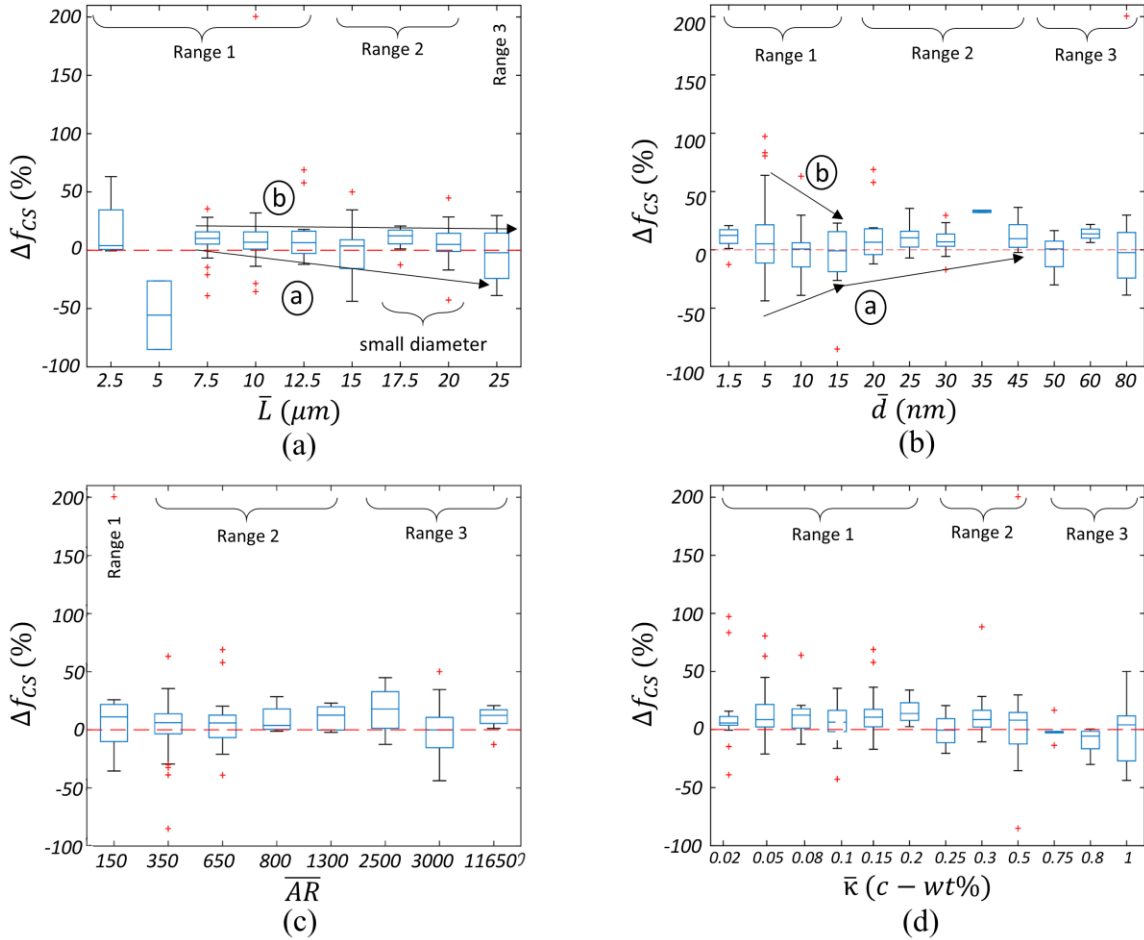 200
150
100
50
0
-50
-100
Δf_CS (%)
Range 1
Range 2
Range 3
b
a
small diameter
2.5 5 7.5 10 12.5 15 17.5 20 25
L̅ (μm)
(a)
200
150
100
50
0
-50
-100
Δf_CS (%)
Range 1
Range 2
Range 3
b
a
1.5 5 10 15 20 25 30 35 45 50 60 80
d̅ (nm)
(b)
200
150
100
50
0
-50
-100
Δf_CS (%)
Range 1
Range 2
Range 3
150 350 650 800 1300 2500 3000 11650
A̅R̅
(c)
200
150
100
50
0
-50
-100
Δf_CS (%)
Range 1
Range 2
Range 3
0.02 0.05 0.08 0.1 0.15 0.2 0.25 0.3 0.5 0.75 0.8 1
κ̅ (c − wt%)
(d)